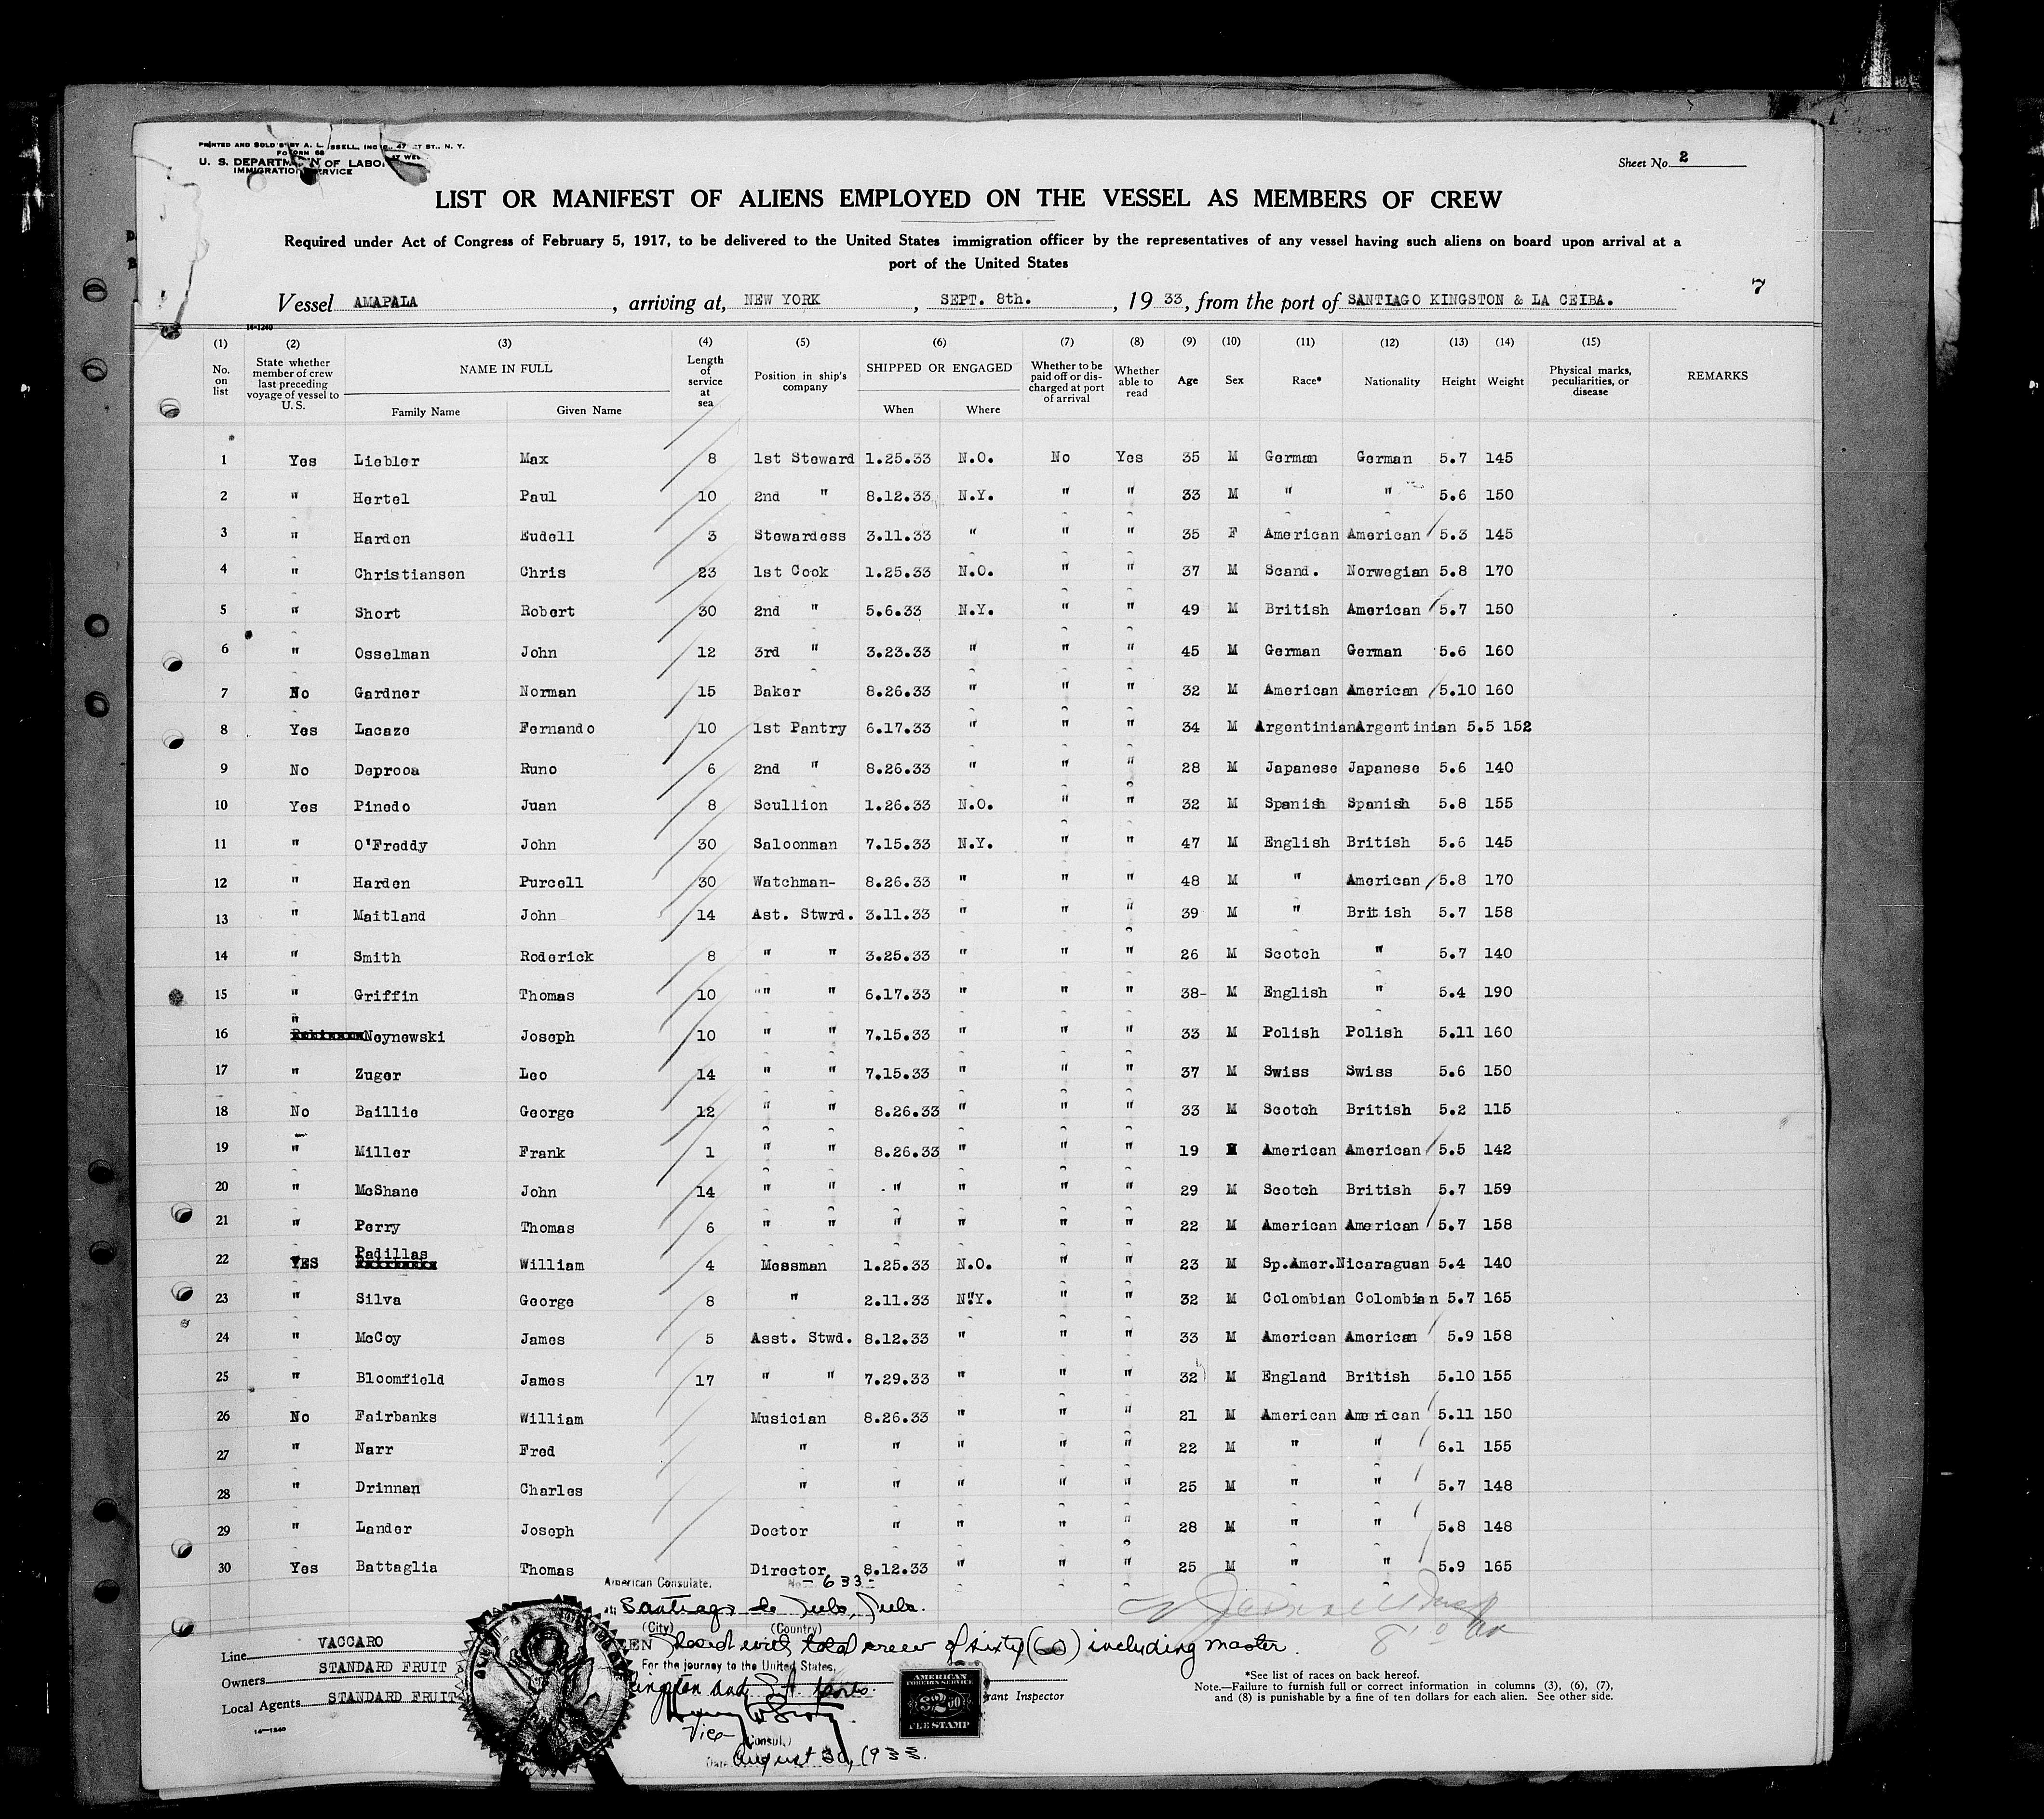 PRINTED AND SOLD BY A. L. SSELL, INC., 47 ST., N. Y.
FORM 68
U. S. DEPARTMENT OF LABOR
IMMIGRATION SERVICE
Sheet No. 2
LIST OR MANIFEST OF ALIENS EMPLOYED ON THE VESSEL AS MEMBERS OF CREW
Required under Act of Congress of February 5, 1917, to be delivered to the United States immigration officer by the representatives of any vessel having such aliens on board upon arrival at a
port of the United States
7
Vessel AMAPALA, arriving at, NEW YORK, SEPT. 8th., 1933, from the port of SANTIAGO KINGSTON & LA CEIBA.
14-1240
(1) (2) (3) (4) (5) (6) (7) (8) (9) (10) (11) (12) (13) (14) (15)
No. on list State whether member of crew last preceding voyage of vessel to U. S. NAME IN FULL Family Name Given Name Length of service at sea Position in ship's company SHIPPED OR ENGAGED When Where Whether to be paid off or discharged at port of arrival Whether able to read Age Sex Race* Nationality Height Weight Physical marks, peculiarities, or disease REMARKS
1 Yes Liebler Max 8 1st Steward 1.25.33 N.O. No Yes 35 M German German 5.7 145
2 " Hertel Paul 10 2nd " 8.12.33 N.Y. " " 33 M " " 5.6 150
3 " Harden Eudell 3 Stewardess 3.11.33 " " " 35 F American American 5.3 145
4 " Christiansen Chris 23 1st Cook 1.25.33 N.O. " " 37 M Scand. Norwegian 5.8 170
5 " Short Robert 30 2nd " 5.6.33 N.Y. " " 49 M British American 5.7 150
6 " Osselman John 12 3rd " 3.23.33 " " " 45 M German German 5.6 160
7 No Gardner Norman 15 Baker 8.26.33 " " " 32 M American American 5.10 160
8 Yes Lacaze Fernando 10 1st Pantry 6.17.33 " " " 34 M Argentinian Argentinian 5.5 152
9 No Deprooa Runo 6 2nd " 8.26.33 " " " 28 M Japanese Japanese 5.6 140
10 Yes Pinedo Juan 8 Scullion 1.26.33 N.O. " " 32 M Spanish Spanish 5.8 155
11 " O'Freddy John 30 Saloonman 7.15.33 N.Y. " " 47 M English British 5.6 145
12 " Harden Purcell 30 Watchman- 8.26.33 " " " 48 M " American 5.8 170
13 " Maitland John 14 Ast. Stwrd. 3.11.33 " " " 39 M " British 5.7 158
14 " Smith Roderick 8 " " 3.25.33 " " " 26 M Scotch " 5.7 140
15 " Griffin Thomas 10 "" " 6.17.33 " " " 38- M English " 5.4 190
16 " Neynewski Joseph 10 " " 7.15.33 " " " 33 M Polish Polish 5.11 160
17 " Zuger Leo 14 " " 7.15.33 " " " 37 M Swiss Swiss 5.6 150
18 No Baillie George 12 " " 8.26.33 " " " 33 M Scotch British 5.2 115
19 " Miller Frank 1 " " 8.26.33 " " " 19 M American American 5.5 142
20 " McShane John 14 " " " " " " 29 M Scotch British 5.7 159
21 " Perry Thomas 6 " " " " " " 22 M American American 5.7 158
22 YES Padillas William 4 Messman 1.25.33 N.O. " " 23 M Sp.Amer. Nicaraguan 5.4 140
23 " Silva George 8 " 2.11.33 N.Y. " " 32 M Colombian Colombian 5.7 165
24 " McCoy James 5 Asst. Stwd. 8.12.33 " " " 33 M American American 5.9 158
25 " Bloomfield James 17 " " 7.29.33 " " " 32 M England British 5.10 155
26 No Fairbanks William Musician 8.26.33 " " " 21 M American American 5.11 150
27 " Narr Fred " " " " " 22 M " " 6.1 155
28 " Drinnan Charles " " " " " 25 M " " 5.7 148
29 " Lander Joseph Doctor " " " " 28 M " " 5.8 148
30 Yes Battaglia Thomas Director 8.12.33 " " " 25 M " " 5.9 165
American Consulate. No - 633 -
at Santiago de Cuba, Cuba.
(City) (Country)
EN Sheet with total crew of sixty (60) including master.
For the journey to the United States,
Line VACCARO
Owners STANDARD FRUIT
Local Agents STANDARD FRUIT
14-1240
Kingston and ports.
Vice
(Consul.)
Date August 30, 1933.
AMERICAN
FOREIGN SERVICE
$2.00
FEE STAMP
rant Inspector
*See list of races on back hereof.
Note.—Failure to furnish full or correct information in columns (3), (6), (7),
and (8) is punishable by a fine of ten dollars for each alien. See other side.